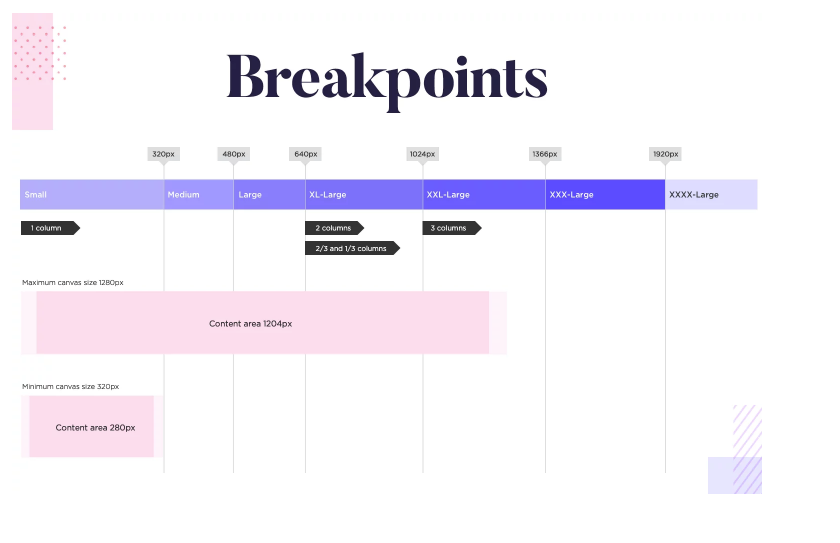 Breakpoints
320px
480px
640px
1024px
1366px
1920px
Small
Medium
Large
XL-Large
XXL-Large
XXX-Large
XXXX-Large
1 column
2 columns
3 columns
2/3 and 1/3 columns
Maximum canvas size 1280px
Content area 1204px
Minimum canvas size 320px
Content area 280px